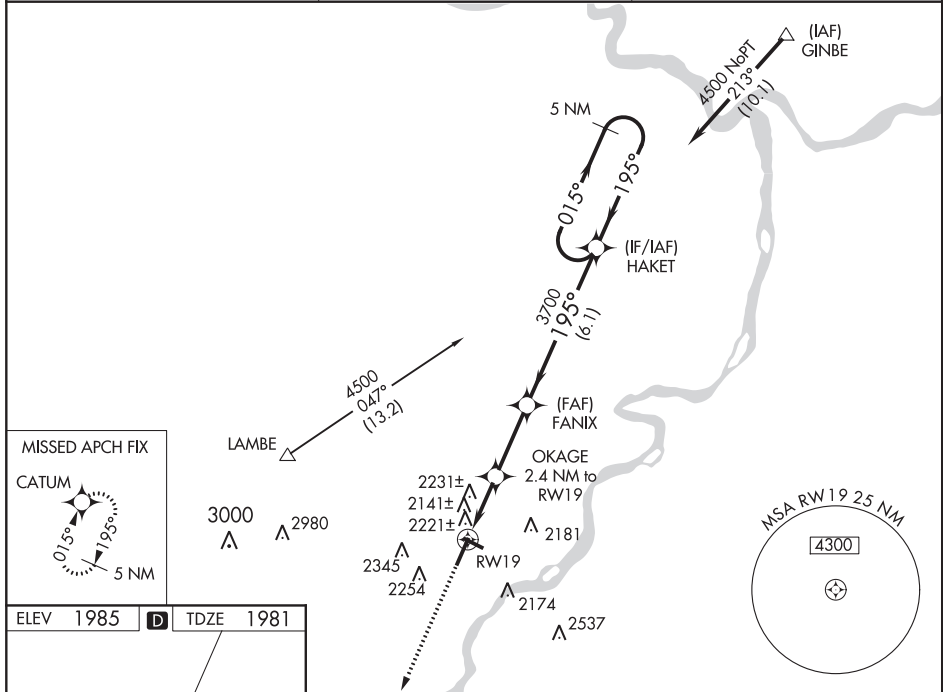 (IAF)
GINBE
4500 NoPT
213°
(10.1)
5 NM
015°
195°
(IF/IAF)
HAKET
3700
195°
(6.1)
4500
047°
(13.2)
(FAF)
FANIX
LAMBE
OKAGE
2.4 NM to
RW19
2231±
2141±
2221±
2181
3000
2980
2345
2254
RW19
2174
2537
MISSED APCH FIX
CATUM
015°
195°
5 NM
MSA RW19 25 NM
4300
ELEV 1985 D TDZE 1981